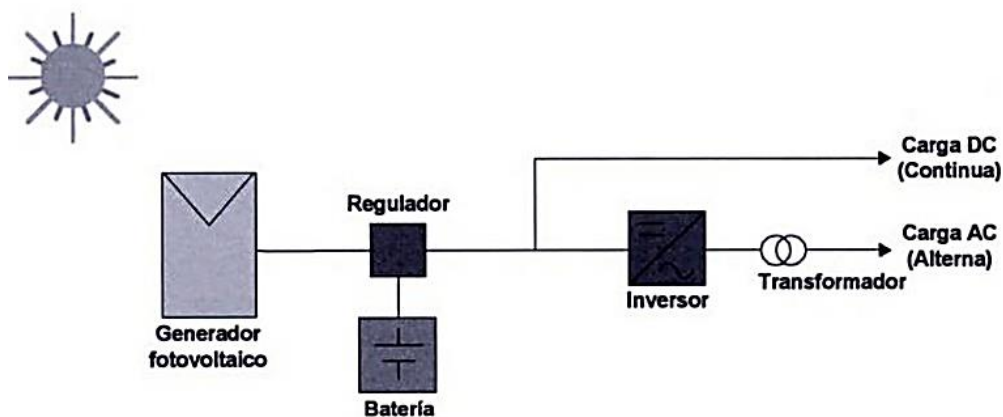 Carga DC
(Continua)
Regulador
Carga AC
(Alterna)
Inversor
Transformador
Generador
fotovoltaico
Batería